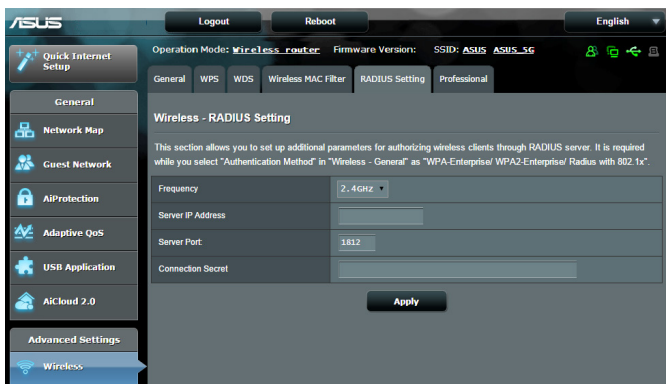 ASUS
Logout
Reboot
English
Quick Internet Setup
Operation Mode: Wireless router Firmware Version: SSID: ASUS ASUS_5G
General WPS WDS Wireless MAC Filter RADIUS Setting Professional
General
Network Map
Guest Network
AiProtection
Adaptive QoS
USB Application
AiCloud 2.0
Advanced Settings
Wireless
Wireless - RADIUS Setting
This section allows you to set up additional parameters for authorizing wireless clients through RADIUS server. It is required
while you select "Authentication Method" in "Wireless - General" as "WPA-Enterprise/ WPA2-Enterprise/ Radius with 802.1x".
Frequency 2.4GHz
Server IP Address
Server Port: 1812
Connection Secret
Apply